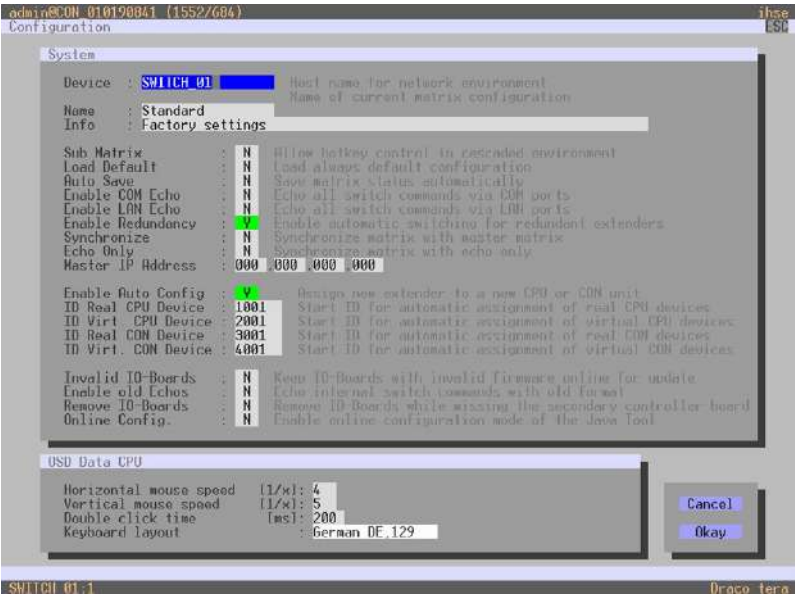 admin@CON_010190841 (1552/684) ihse
Configuration ESC
System
Device : SWITCH_01 Host name for network environment
Name of current matrix configuration
Name : Standard
Info : Factory settings
Sub Matrix : N Allow hotkey control in cascaded environment
Load Default : N Load always default configuration
Auto Save : N Save matrix status automatically
Enable COM Echo : N Echo all switch commands via COM ports
Enable LAN Echo : N Echo all switch commands via LAN ports
Enable Redundancy : Y Enable automatic switching for redundant extenders
Synchronize : N Synchronize matrix with master matrix
Echo Only : N Synchronize matrix with echo only
Master IP Address : 000 .000 .000 .000
Enable Auto Config : Y Assign new extender to a new CPU or CON unit
ID Real CPU Device : 1001 Start ID for automatic assignment of real CPU devices
ID Virt. CPU Device : 2001 Start ID for automatic assignment of virtual CPU devices
ID Real CON Device : 3001 Start ID for automatic assignment of real CON devices
ID Virt. CON Device : 4001 Start ID for automatic assignment of virtual CON devices
Invalid IO-Boards : N Keep IO-Boards with invalid firmware online for update
Enable old Echos : N Echo internal switch commands with old format
Remove IO-Boards : N Remove IO-Boards while missing the secondary controller board
Online Config. : N Enable online configuration mode of the Java Tool
OSD Data CPU
Horizontal mouse speed [1/x]: 4
Vertical mouse speed [1/x]: 5
Double click time [ms]: 200
Keyboard layout : German DE,129
Cancel
Okay
SWITCH_01:1 Draco tera